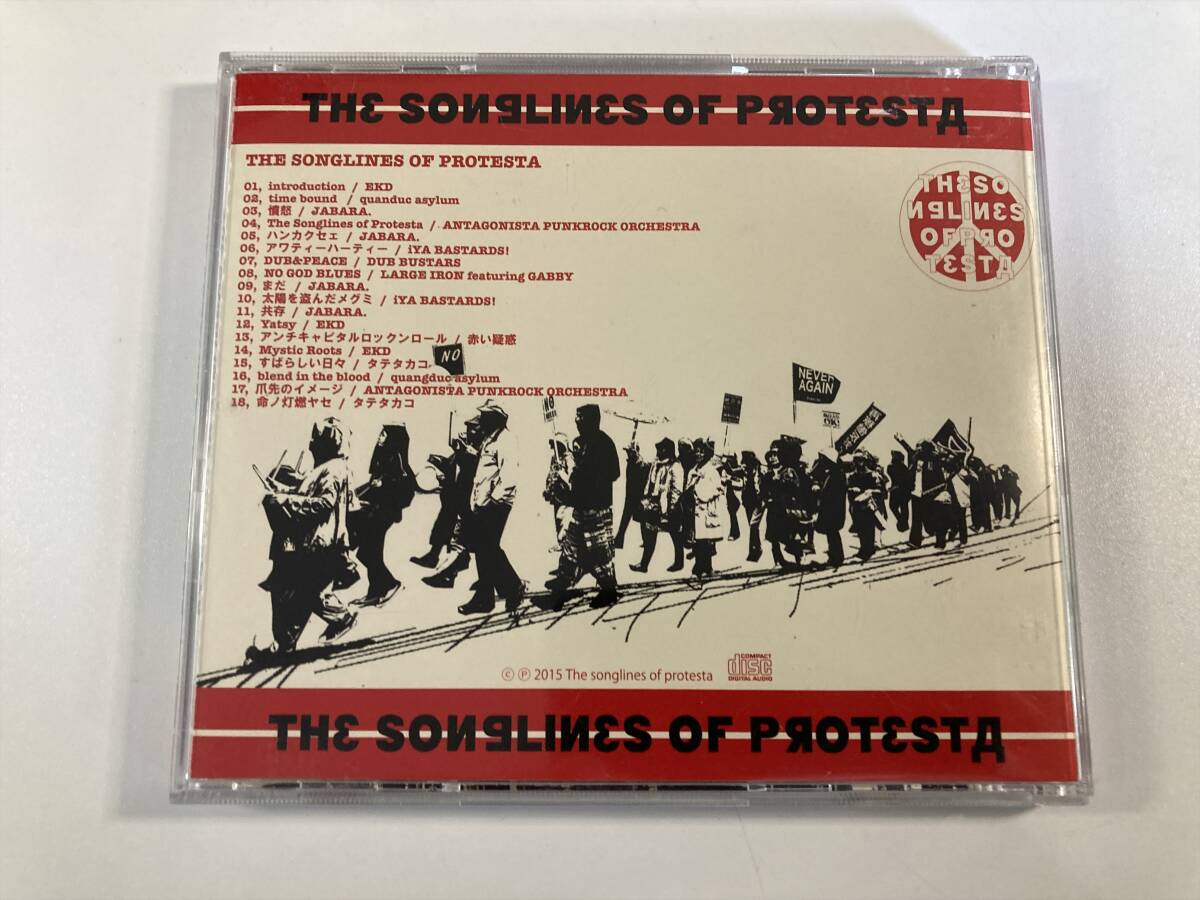 THE SONGLINES OF PROTESTA
THE SONGLINES OF PROTESTA
01, introduction / EKD
02, time bound / quanduc asylum
03, 憤怒 / JABARA.
04, The Songlines of Protesta / ANTAGONISTA PUNKROCK ORCHESTRA
05, ハンカクセェ / JABARA.
06, アワティーハーティー / iYA BASTARDS!
07, DUB&PEACE / DUB BUSTARS
08, NO GOD BLUES / LARGE IRON featuring GABBY
09, まだ / JABARA.
10, 太陽を盗んだメグミ / iYA BASTARDS!
11, 共存 / JABARA.
12, Yatsy / EKD
13, アンチキャピタルロックンロール / 赤い疑惑
14, Mystic Roots / EKD
15, すばらしい日々 / タテタカコ
16, blend in the blood / quangduc asylum
17, 爪先のイメージ / ANTAGONISTA PUNKROCK ORCHESTRA
18, 命ノ灯燃ヤセ / タテタカコ
THESO
NGLINES
OFPRO
TESTA
NO
NEVER
AGAIN
©℗ 2015 The songlines of protesta
COMPACT
disc
DIGITAL AUDIO
THE SONGLINES OF PROTESTA